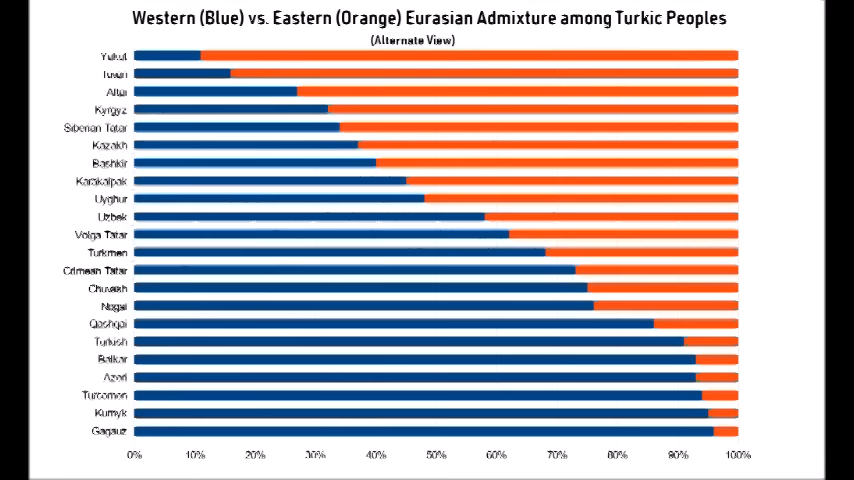 Western (Blue) vs. Eastern (Orange) Eurasian Admixture among Turkic Peoples
(Alternate View)
Yakut
Tuvan
Altai
Kyrgyz
Siberian Tatar
Kazakh
Bashkir
Karakalpak
Uyghur
Uzbek
Volga Tatar
Turkmen
Crimean Tatar
Chuvash
Nogai
Qashqai
Turkish
Balkar
Azeri
Turcomen
Kumyk
Gagauz
0% 10% 20% 30% 40% 50% 60% 70% 80% 90% 100%